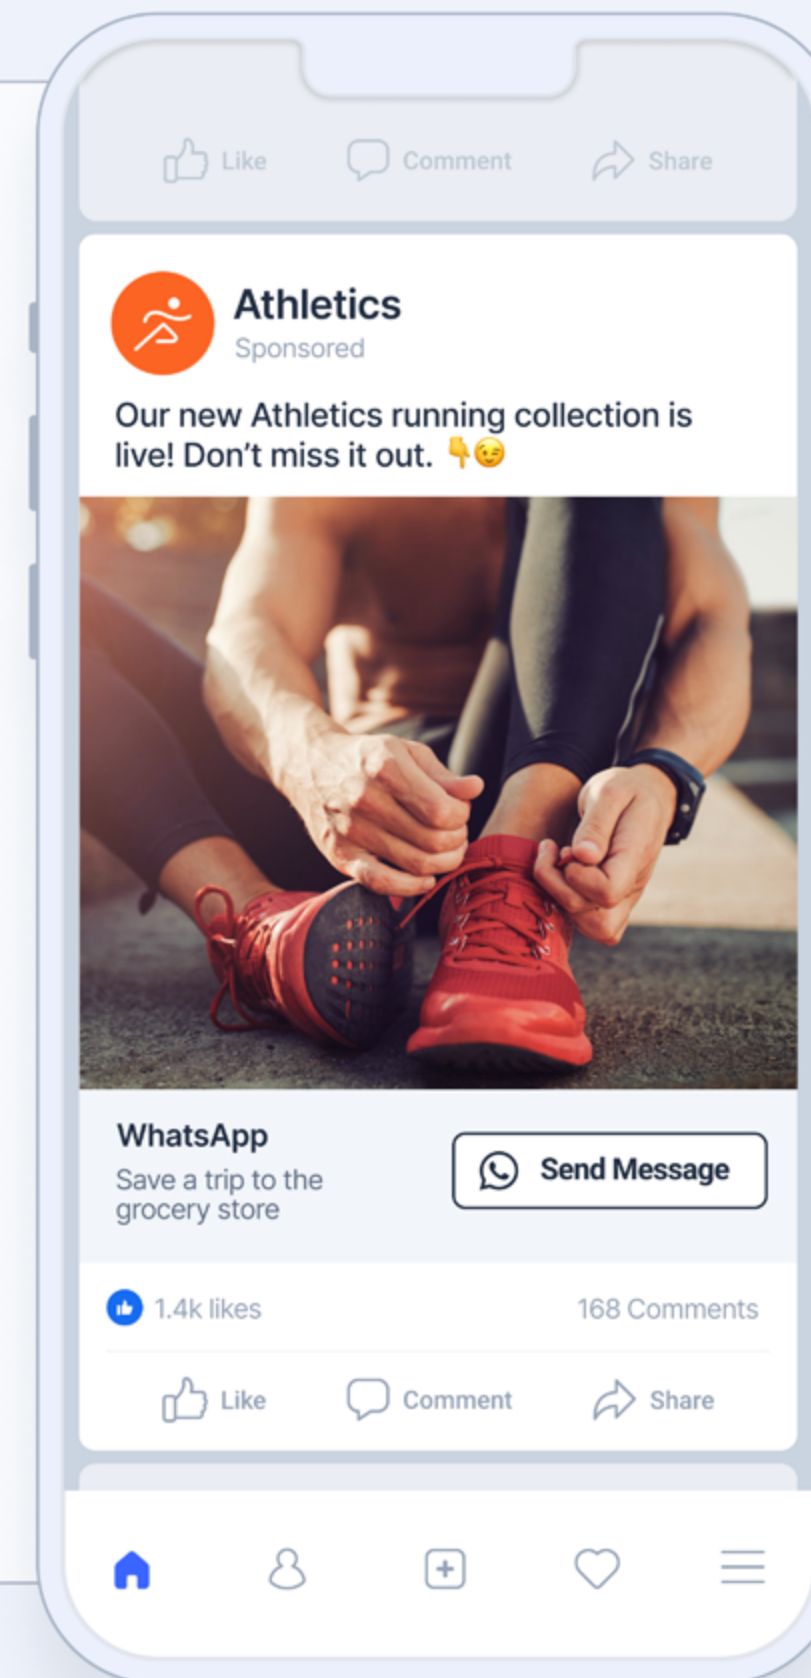 Like Comment Share
Athletics
Sponsored
Our new Athletics running collection is
live! Don't miss it out. 👇😉
WhatsApp
Save a trip to the
grocery store
Send Message
1.4k likes 168 Comments
Like Comment Share